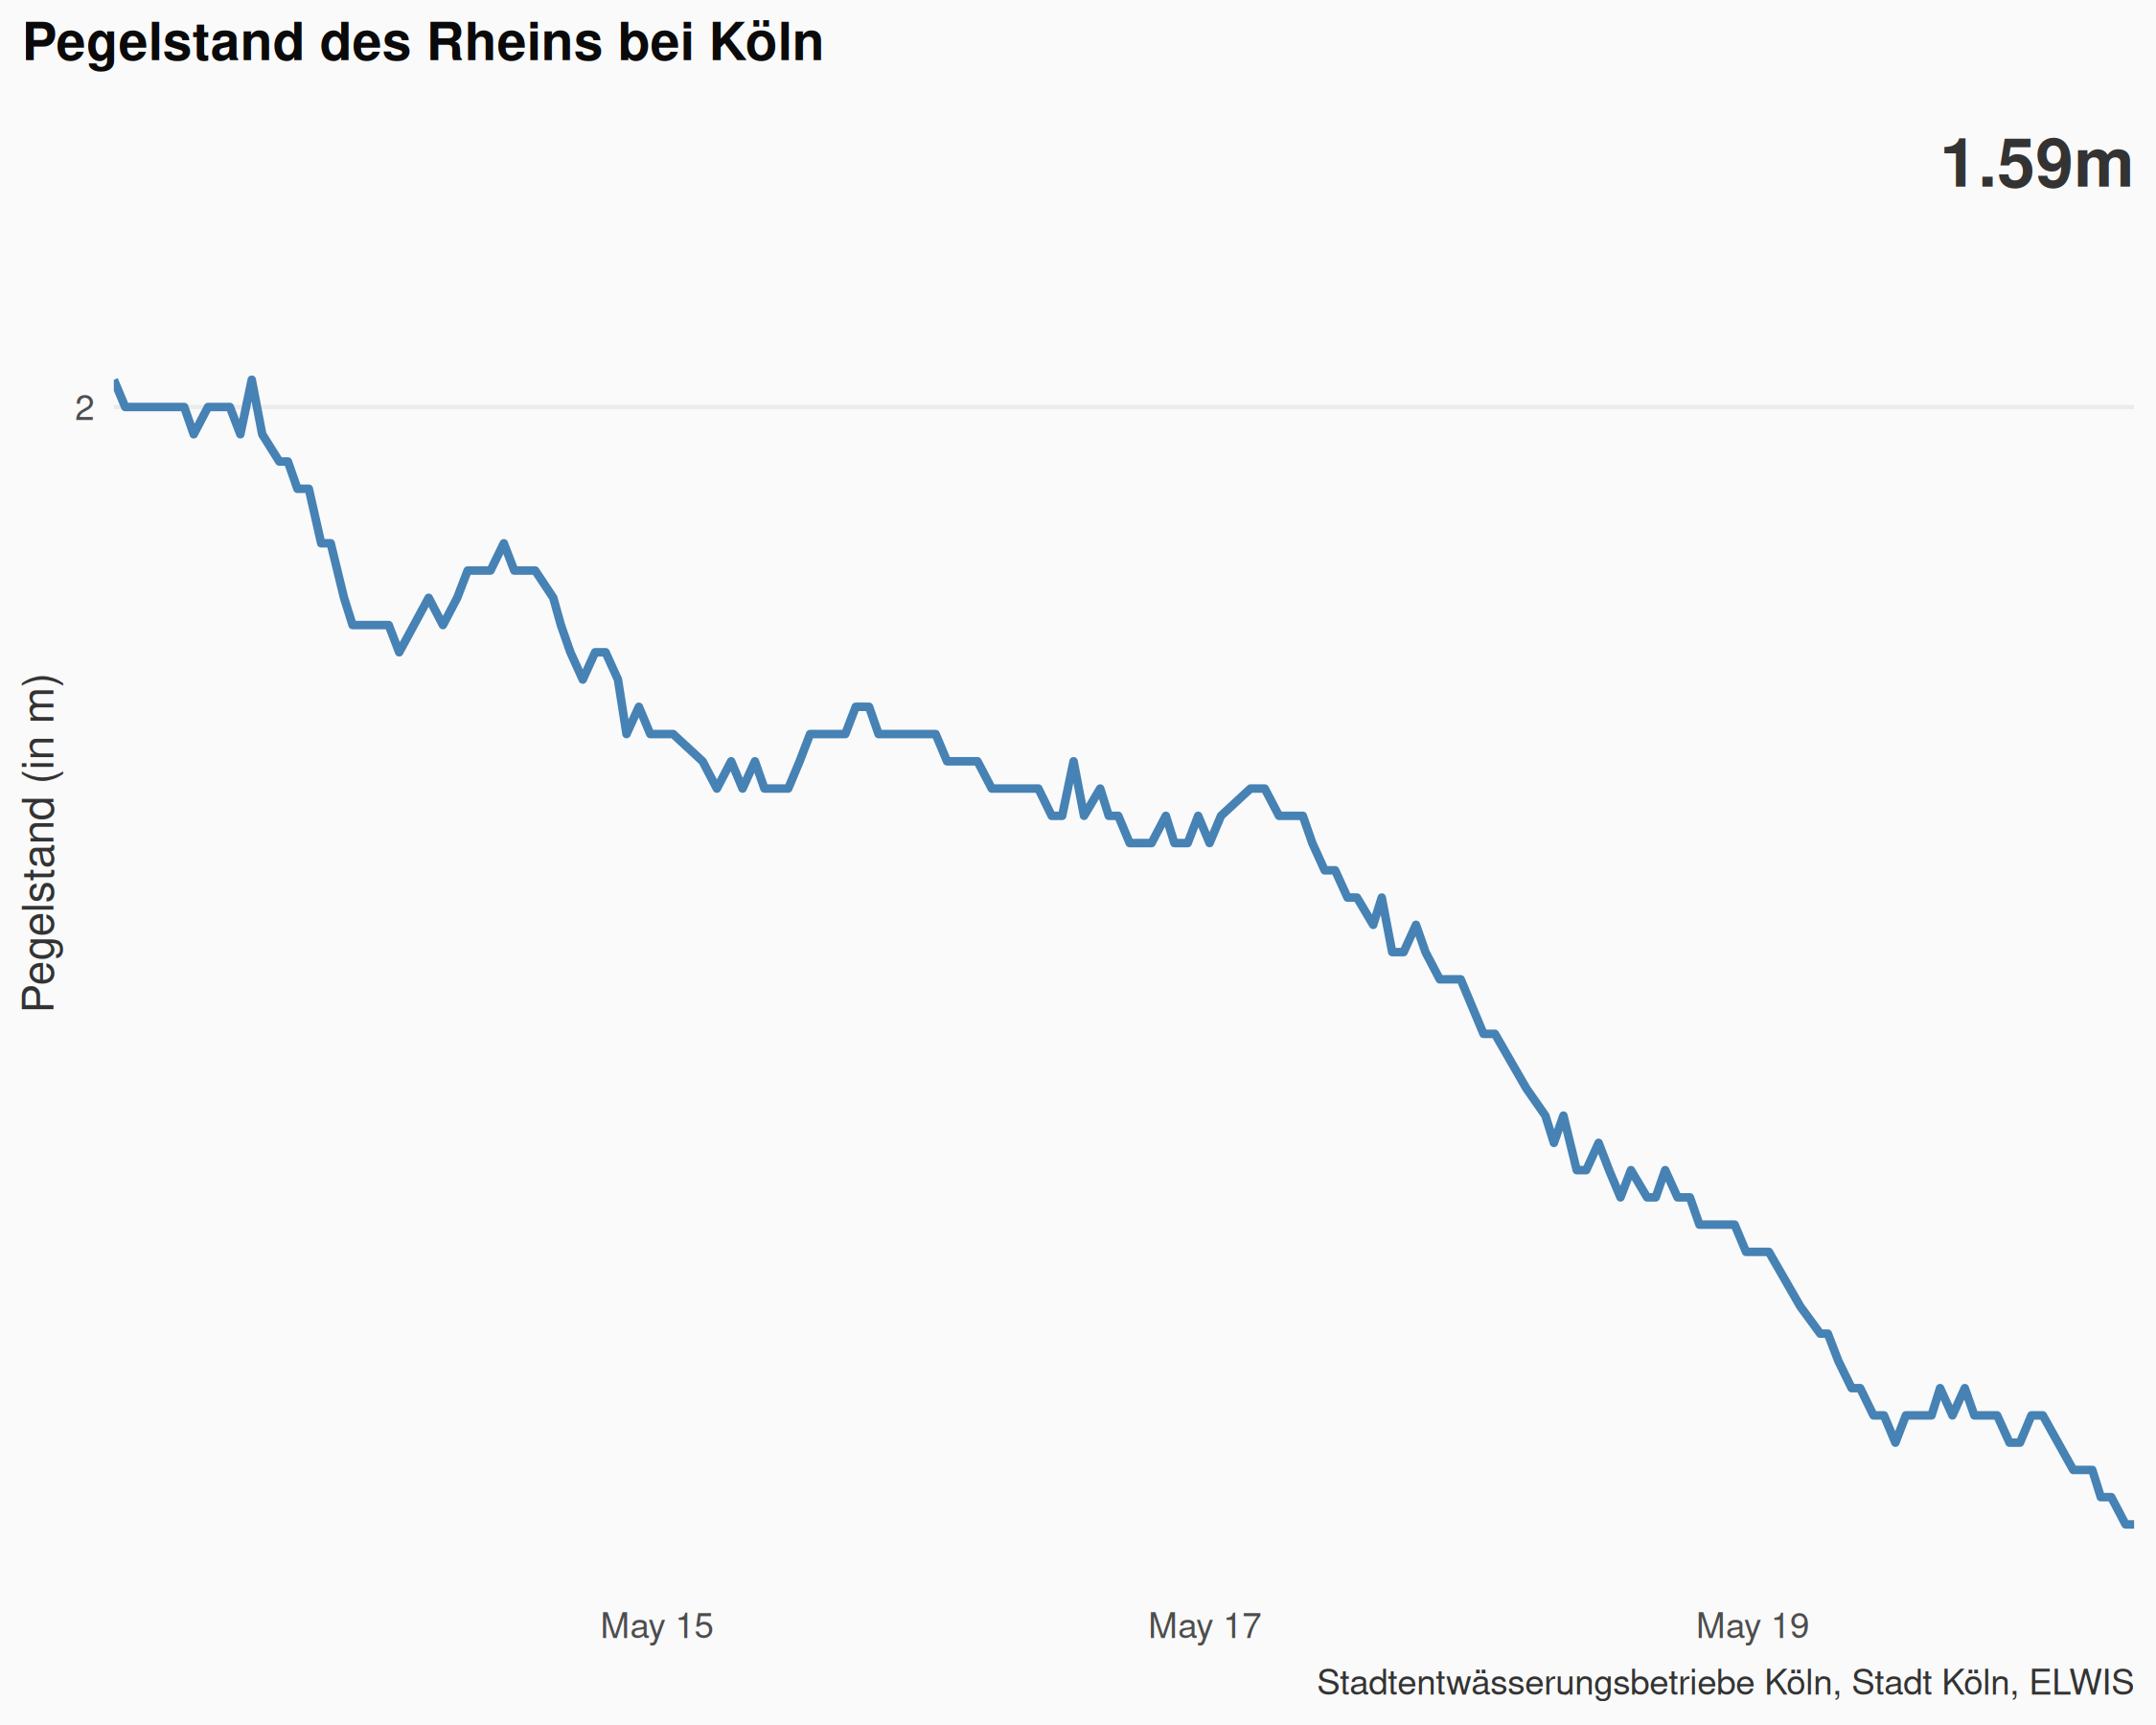 Pegelstand des Rheins bei Köln
1.59m
2
Pegelstand (in m)
May 15
May 17
May 19
Stadtentwässerungsbetriebe Köln, Stadt Köln, ELWIS